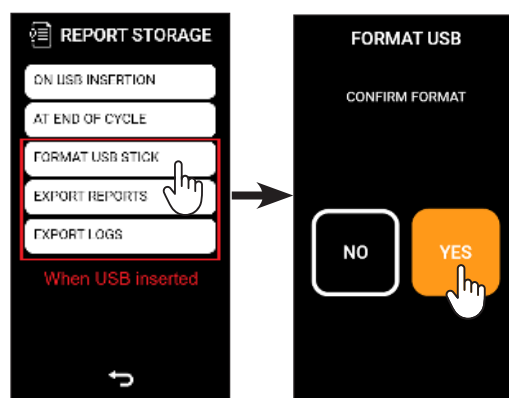 REPORT STORAGE
ON USB INSERTION
AT END OF CYCLE
FORMAT USB STICK
EXPORT REPORTS
EXPORT LOGS
When USB inserted
FORMAT USB
CONFIRM FORMAT
NO
YES